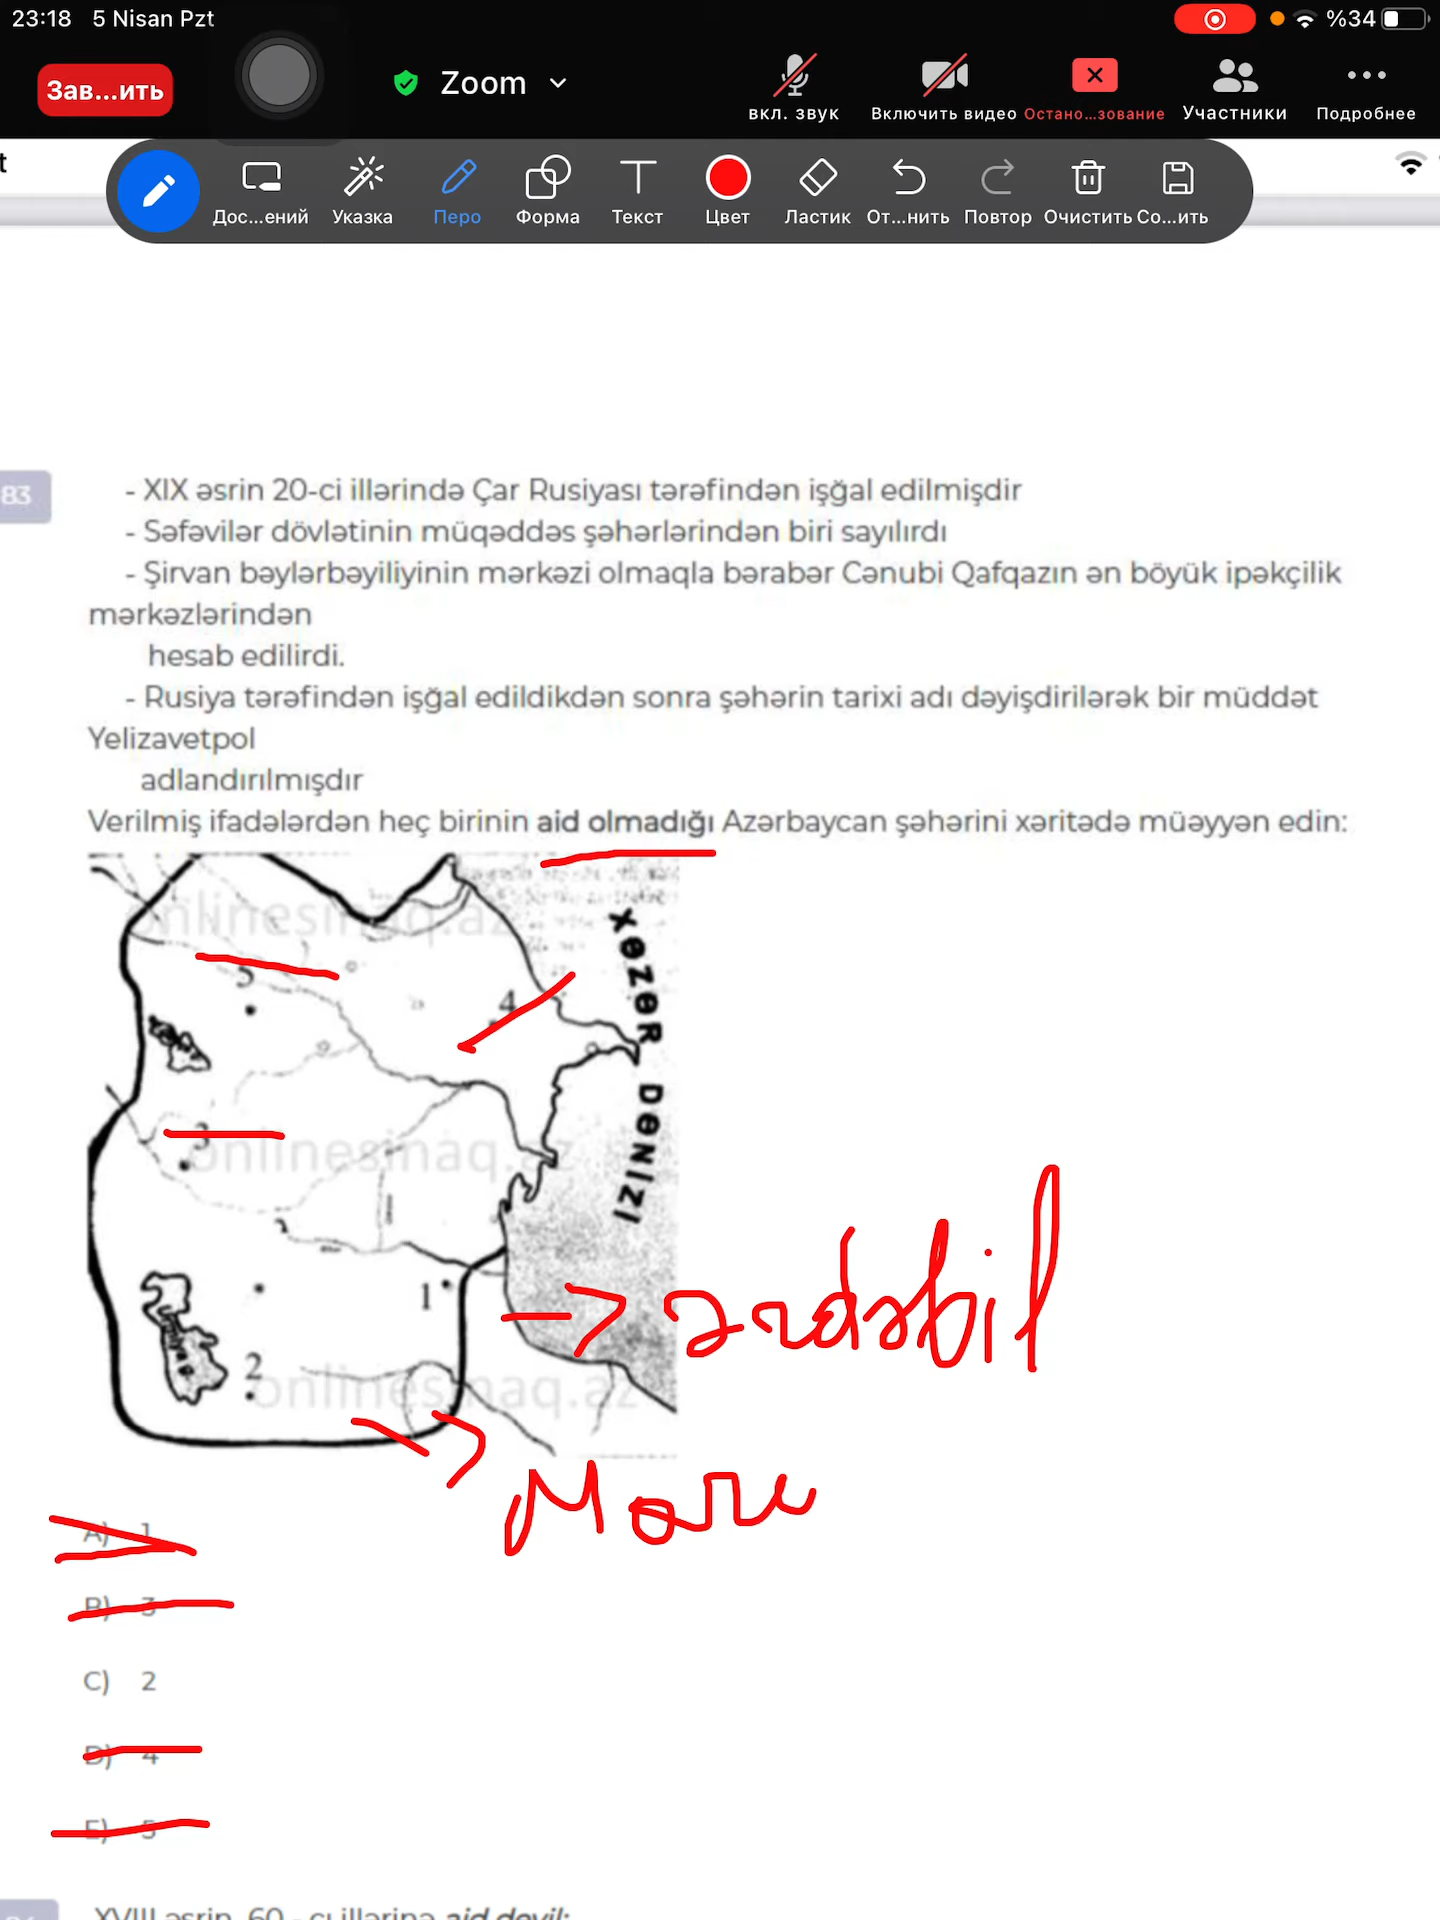 23:18 5 Nisan Pzt
%34
Зав...ить
Zoom
вкл. звук
Включить видео
Остано...зование
Участники
Подробнее
t
Дос...ений
Указка
Перо
Форма
Текст
Цвет
Ластик
От...нить
Повтор
Очистить
Со...ить
83
- XIX əsrin 20-ci illərində Çar Rusiyası tərəfindən işğal edilmişdir
- Səfəvilər dövlətinin müqəddəs şəhərlərindən biri sayılırdı
- Şirvan bəylərbəyiliyinin mərkəzi olmaqla bərabər Cənubi Qafqazın ən böyük ipəkçilik
mərkəzlərindən
hesab edilirdi.
- Rusiya tərəfindən işğal edildikdən sonra şəhərin tarixi adı dəyişdirilərək bir müddət
Yelizavetpol
adlandırılmışdır
Verilmiş ifadələrdən heç birinin aid olmadığı Azərbaycan şəhərini xəritədə müəyyən edin:
onlinesinaq.az
XƏZƏR DƏNİZİ
5
4
3
onlinesinaq.az
1
ərdəbil
2
onlinesinaq.az
Mara
A) 1
B) 3
C) 2
D) 4
E) 5
XVIII əsrin 60 - cı illərinə aid deyil: